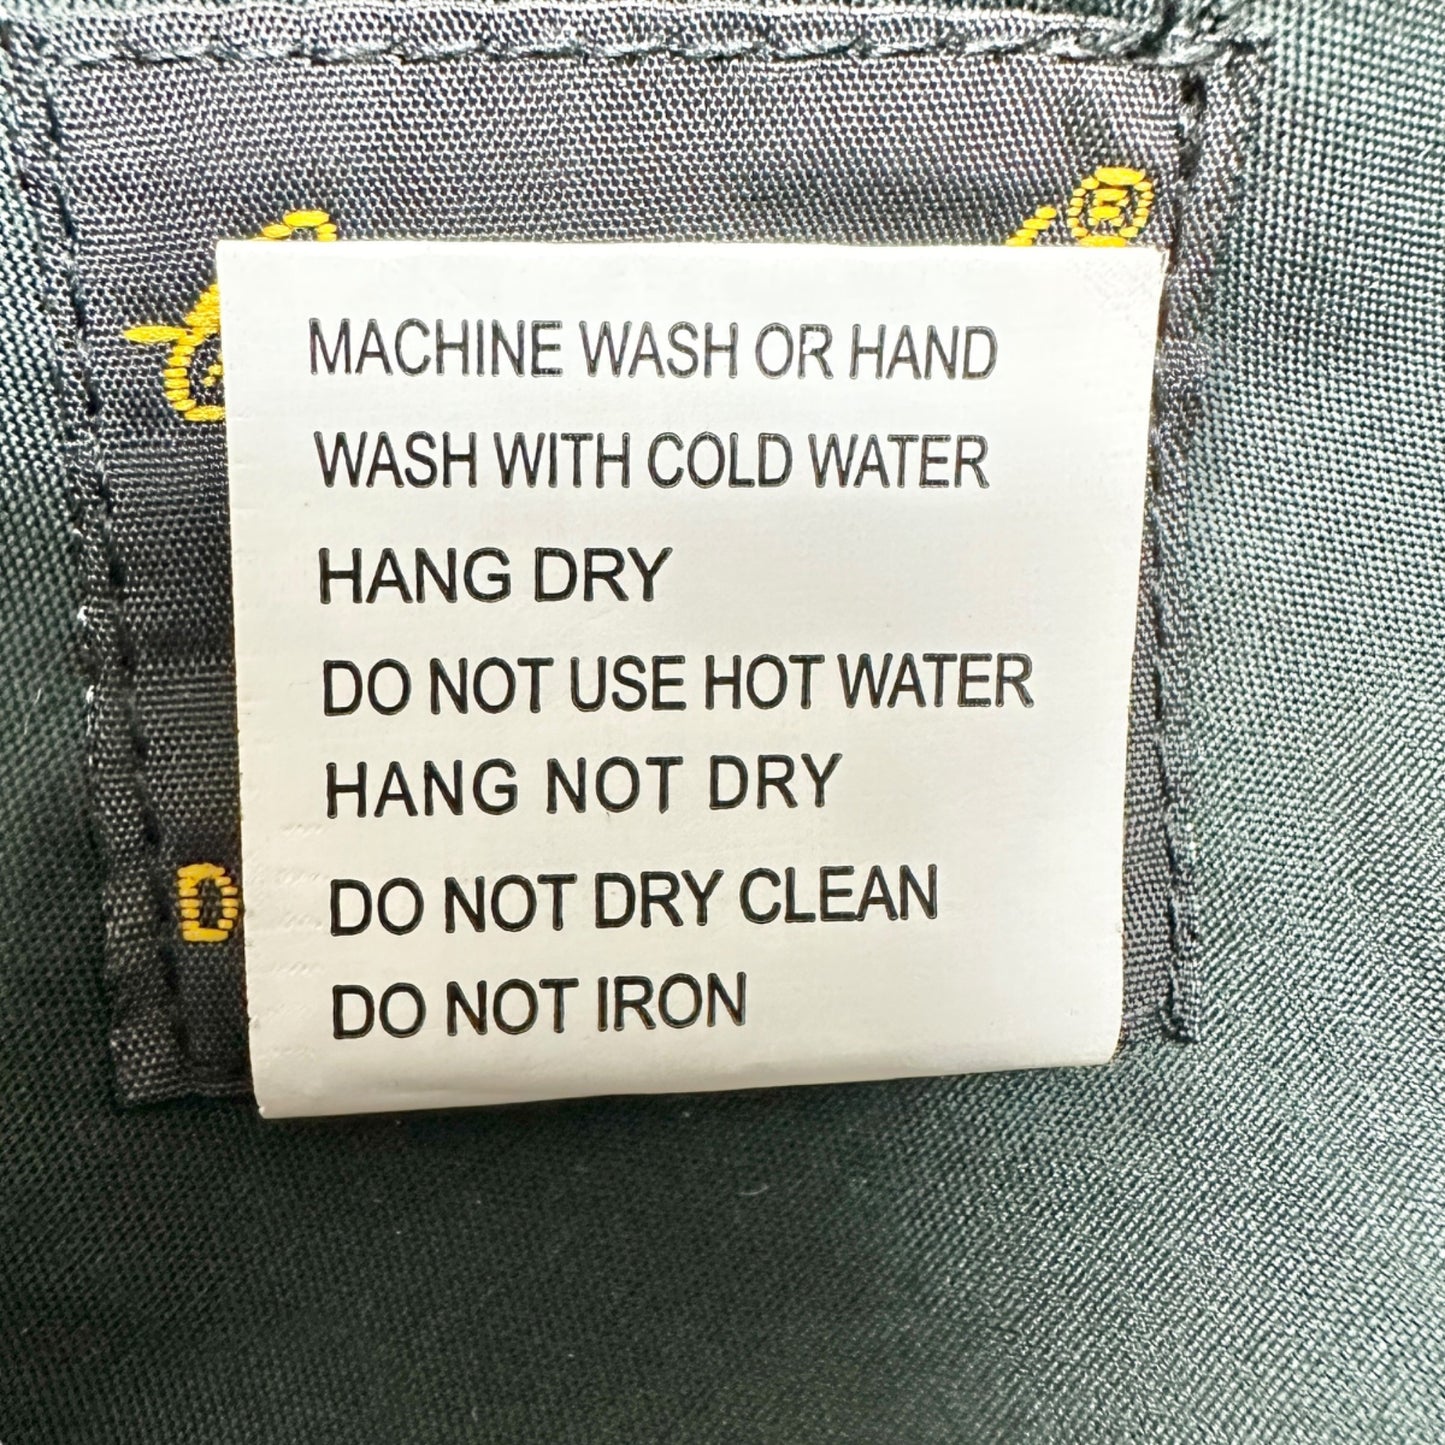 ®
MACHINE WASH OR HAND
WASH WITH COLD WATER
HANG DRY
DO NOT USE HOT WATER
HANG NOT DRY
DO NOT DRY CLEAN
DO NOT IRON
D